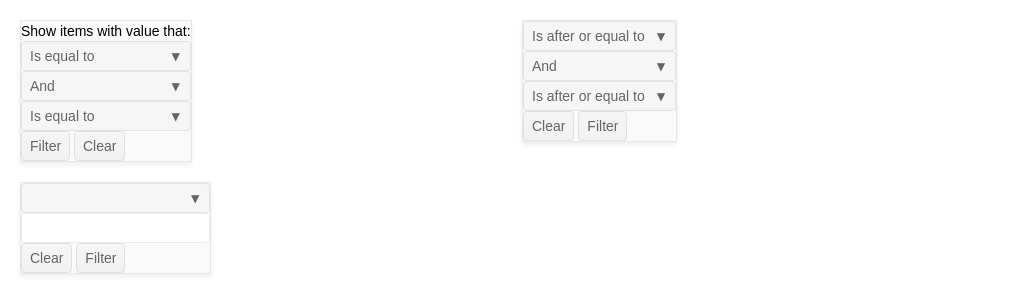 Show items with value that:
Is equal to ▼
And ▼
Is equal to ▼
Filter Clear
Is after or equal to ▼
And ▼
Is after or equal to ▼
Clear Filter
▼
Clear Filter